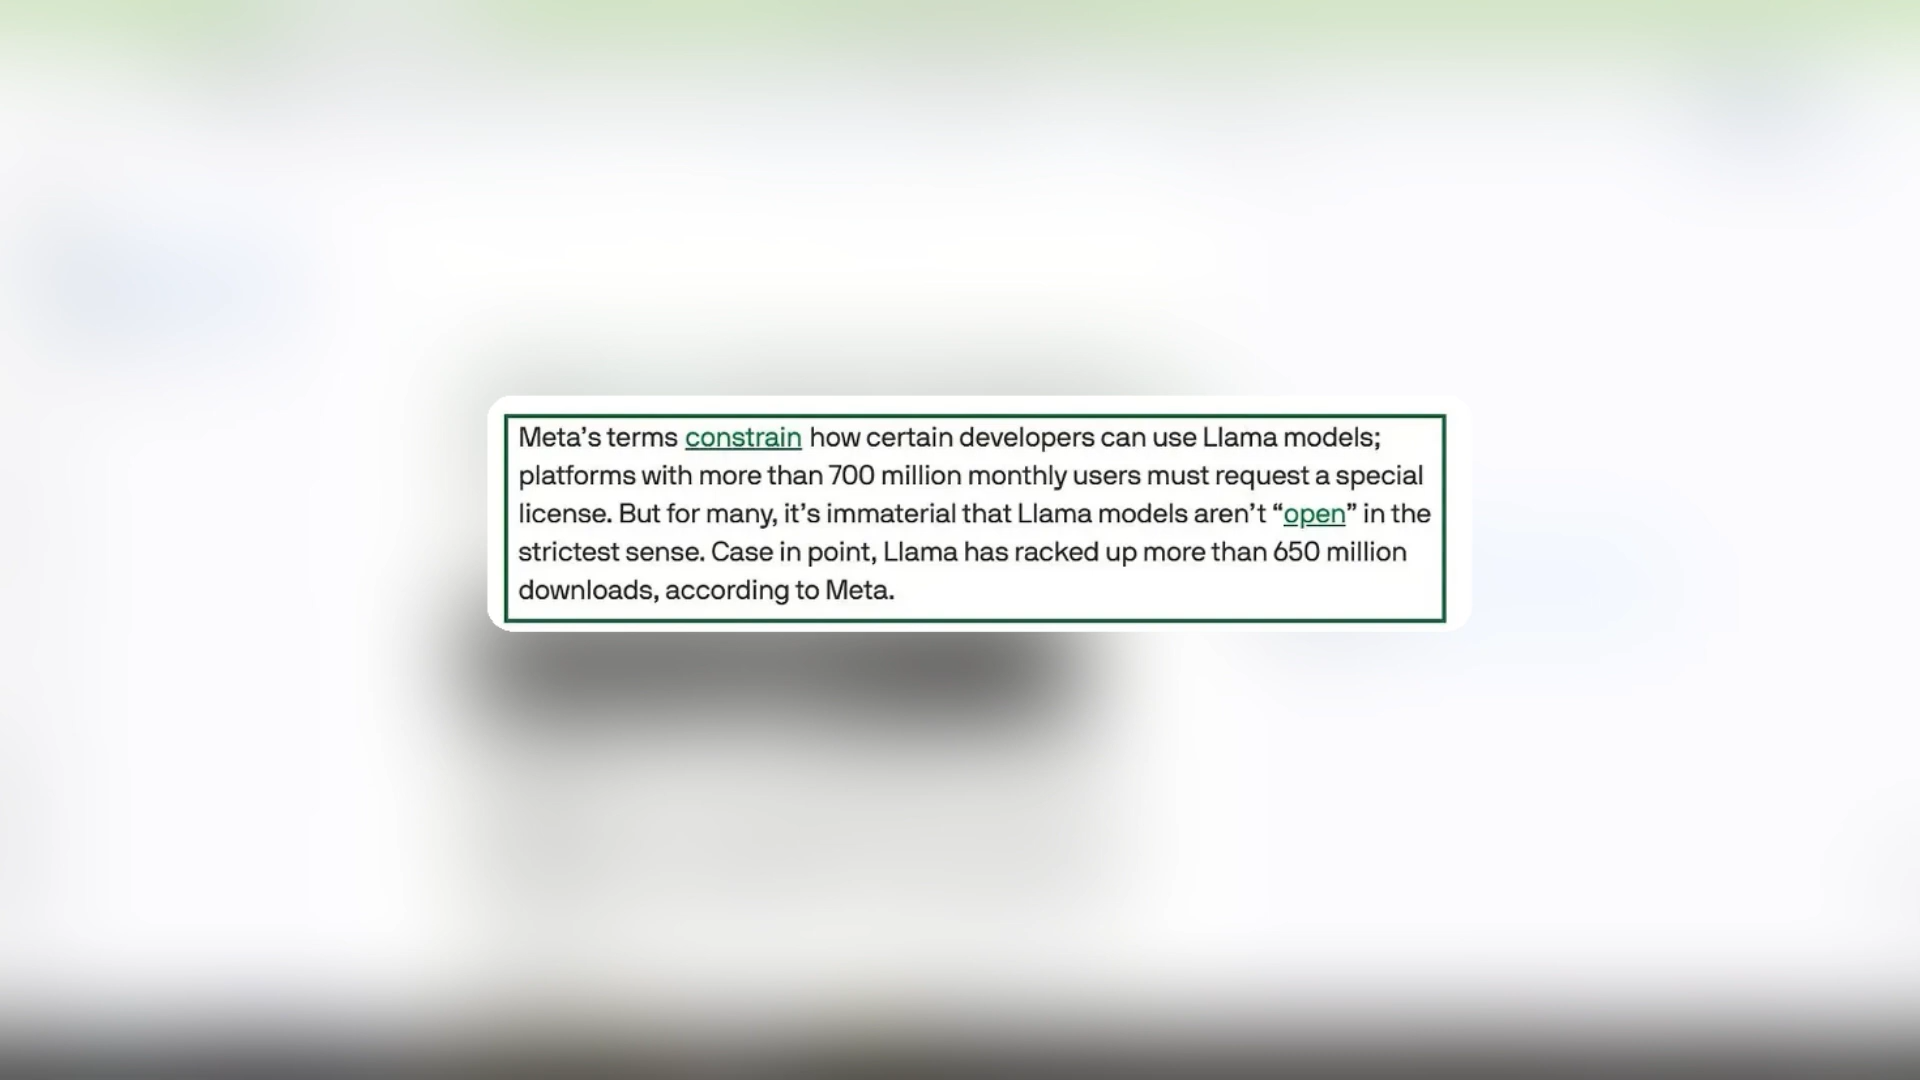 Meta’s terms constrain how certain developers can use Llama models;
platforms with more than 700 million monthly users must request a special
license. But for many, it’s immaterial that Llama models aren’t “open” in the
strictest sense. Case in point, Llama has racked up more than 650 million
downloads, according to Meta.